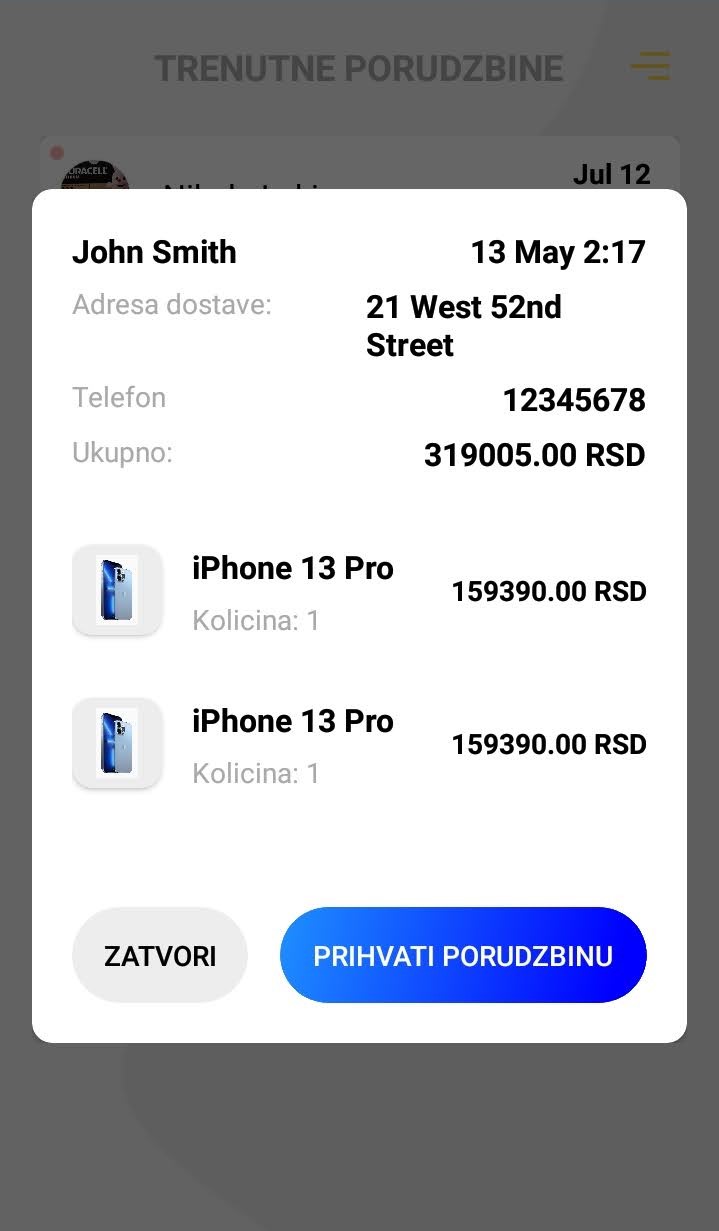 TRENUTNE PORUDZBINE
Jul 12
John Smith 13 May 2:17
Adresa dostave: 21 West 52nd
Street
Telefon 12345678
Ukupno: 319005.00 RSD
iPhone 13 Pro
159390.00 RSD
Kolicina: 1
iPhone 13 Pro
159390.00 RSD
Kolicina: 1
ZATVORI PRIHVATI PORUDZBINU